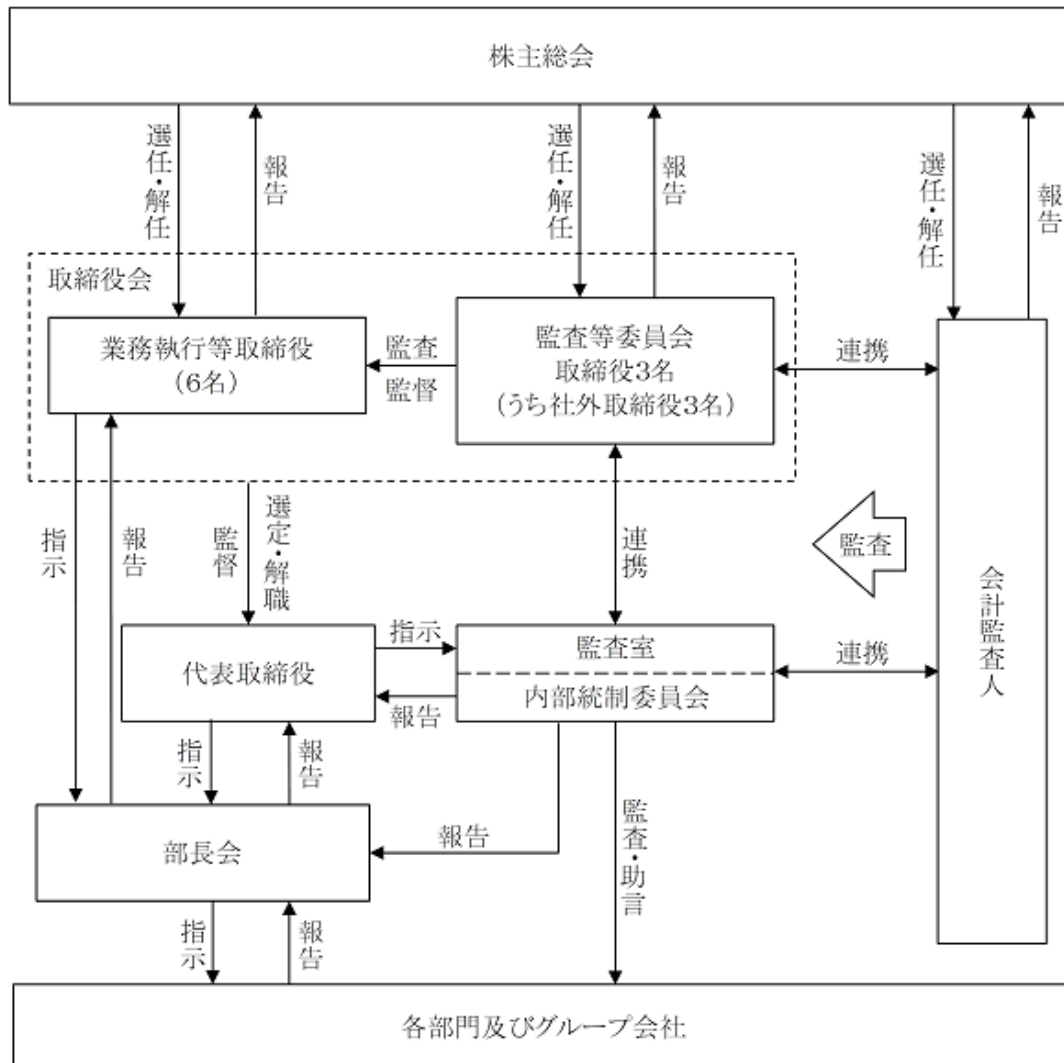 株主総会
選任・解任
報告
選任・解任
報告
選任・解任
報告
取締役会
業務執行等取締役
(6名)
監査
監督
監査等委員会
取締役3名
(うち社外取締役3名)
連携
指示
報告
監督
選定・解職
連携
監査
会計監査人
代表取締役
指示
報告
監査室
内部統制委員会
連携
指示
報告
部長会
報告
監査・助言
指示
報告
各部門及びグループ会社